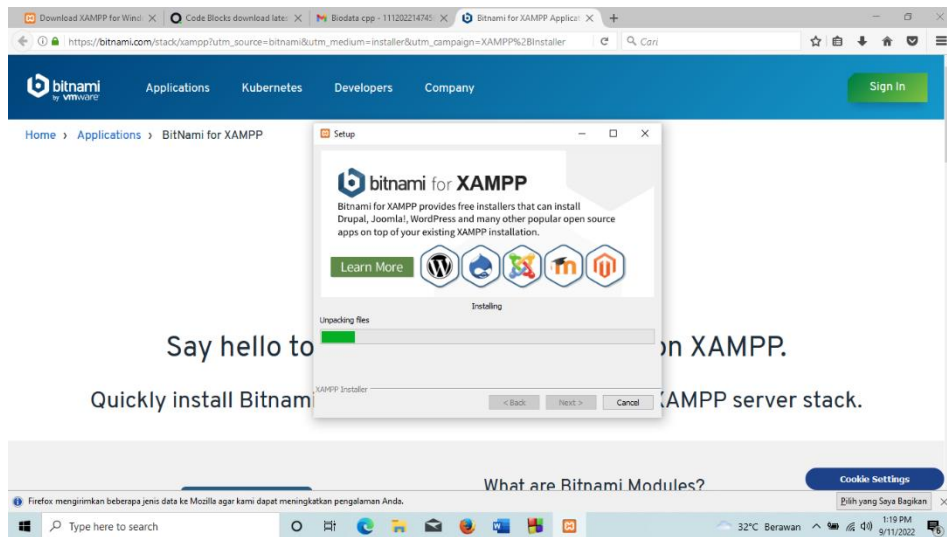 Download XAMPP for Wind
Code Blocks download late
Biodata cpp - 111202214745
Bitnami for XAMPP Applicat
https://bitnami.com/stack/xampp?utm_source=bitnami&utm_medium=installer&utm_campaign=XAMPP%2BInstaller
Cari
bitnami
by vmware
Applications
Kubernetes
Developers
Company
Sign In
Home › Applications › BitNami for XAMPP
Setup
bitnami for XAMPP
Bitnami for XAMPP provides free installers that can install
Drupal, Joomla!, WordPress and many other popular open source
apps on top of your existing XAMPP installation.
Learn More
Installing
Unpacking files
XAMPP Installer
< Back
Next >
Cancel
Say hello to
on XAMPP.
Quickly install Bitnami
XAMPP server stack.
What are Bitnami Modules?
Cookie Settings
Firefox mengirimkan beberapa jenis data ke Mozilla agar kami dapat meningkatkan pengalaman Anda.
Pilih yang Saya Bagikan
Type here to search
32°C Berawan
1:19 PM
9/11/2022